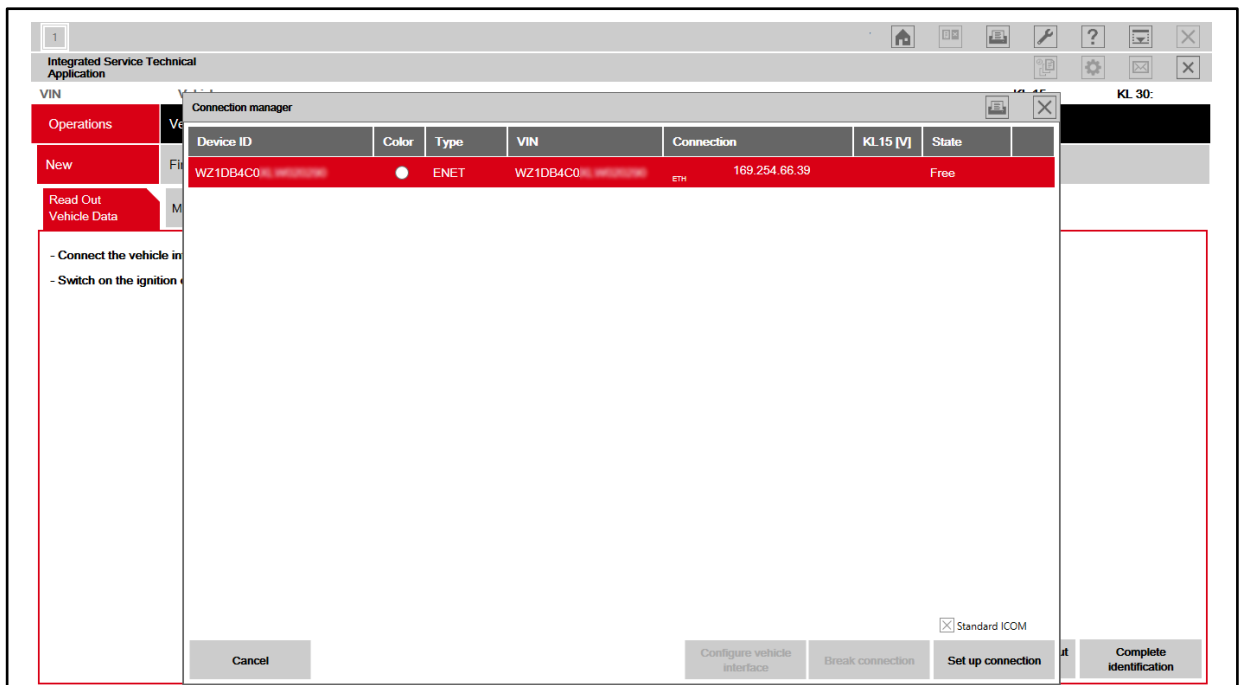 1
Integrated Service Technical
Application
VIN
KL 30:
Connection manager
Operations
Device ID Color Type VIN Connection KL15 [V] State
New
WZ1DB4C0 ENET WZ1DB4C0 ETH 169.254.66.39 Free
Read Out
Vehicle Data
- Connect the vehicle in
- Switch on the ignition
Standard ICOM
Cancel
Configure vehicle
interface
Break connection
Set up connection
Complete
identification
?